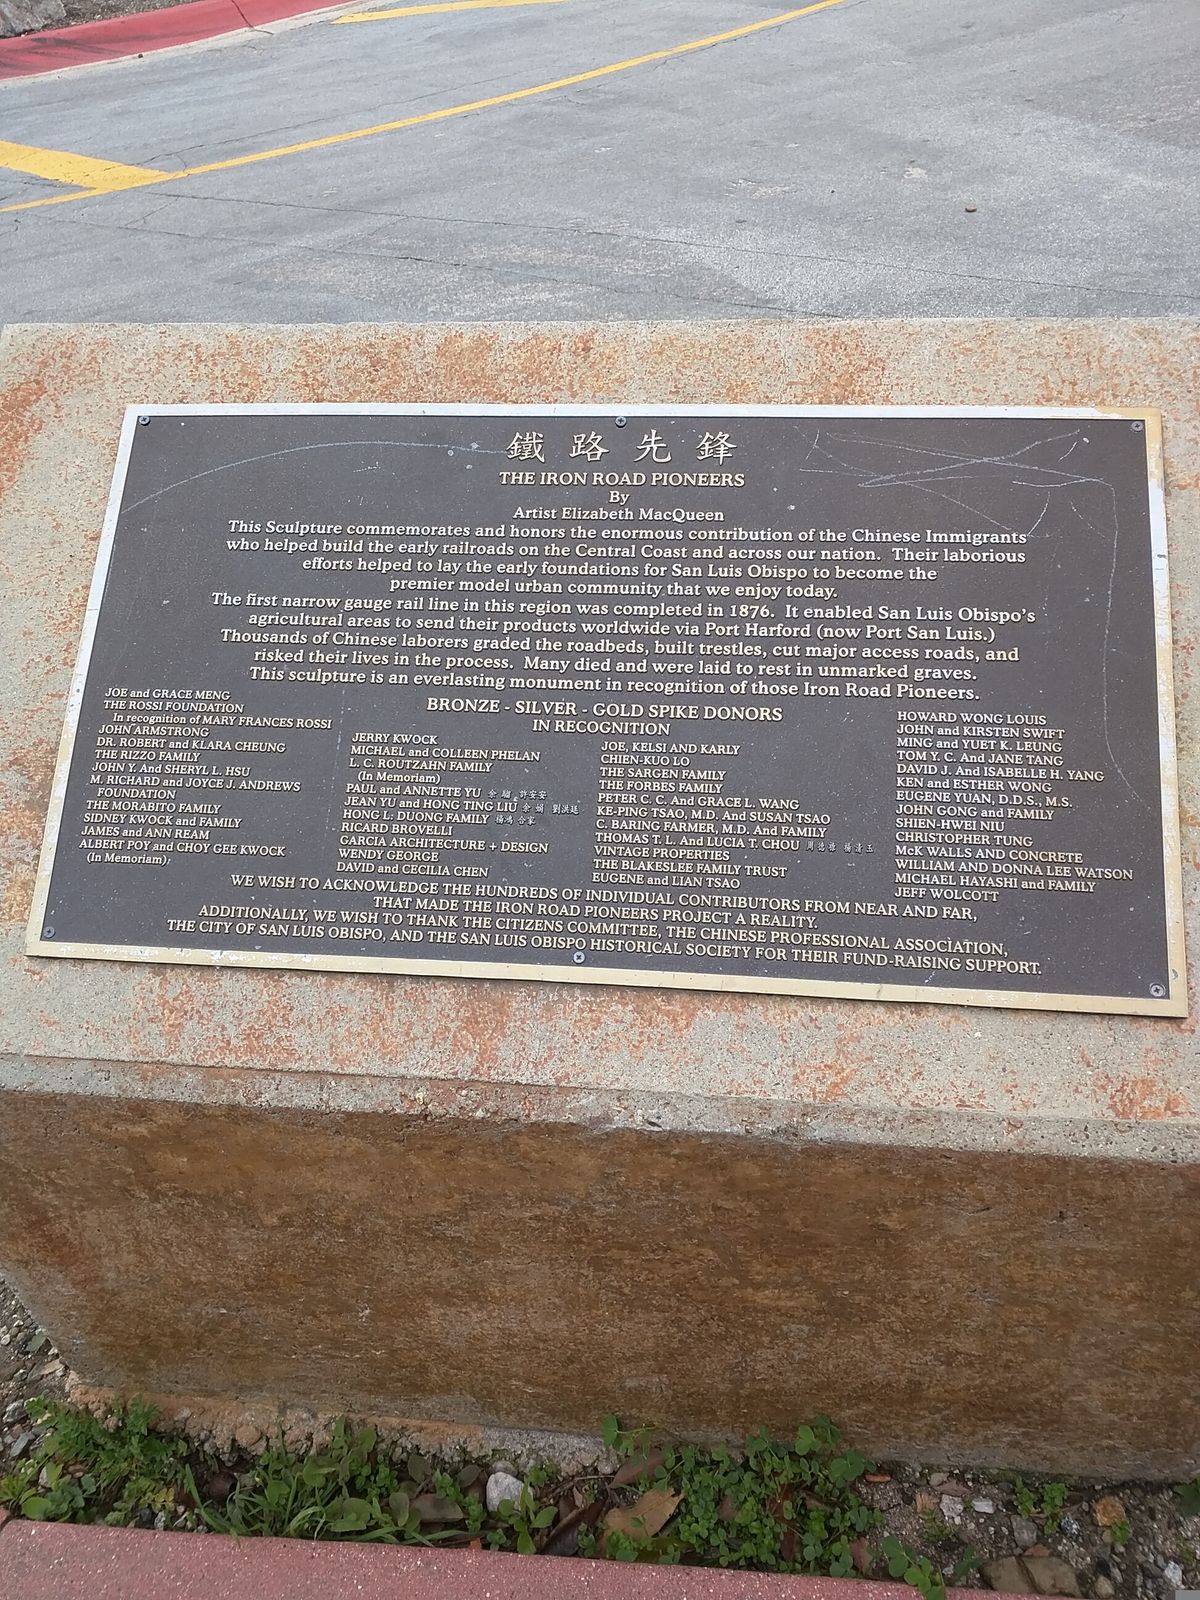 鐵路先鋒
THE IRON ROAD PIONEERS
By
Artist Elizabeth MacQueen
This Sculpture commemorates and honors the enormous contribution of the Chinese Immigrants
who helped build the early railroads on the Central Coast and across our nation. Their laborious
efforts helped to lay the early foundations for San Luis Obispo to become the
premier model urban community that we enjoy today.
The first narrow gauge rail line in this region was completed in 1876. It enabled San Luis Obispo's
agricultural areas to send their products worldwide via Port Harford (now Port San Luis.)
Thousands of Chinese laborers graded the roadbeds, built trestles, cut major access roads, and
risked their lives in the process. Many died and were laid to rest in unmarked graves.
This sculpture is an everlasting monument in recognition of those Iron Road Pioneers.
BRONZE - SILVER - GOLD SPIKE DONORS
IN RECOGNITION
JOE and GRACE MENG
THE ROSSI FOUNDATION
In recognition of MARY FRANCES ROSSI
JOHN ARMSTRONG
DR. ROBERT and KLARA CHEUNG
THE RIZZO FAMILY
JOHN Y. And SHERYL L. HSU
M. RICHARD and JOYCE J. ANDREWS
FOUNDATION
THE MORABITO FAMILY
SIDNEY KWOCK and FAMILY
JAMES and ANN REAM
ALBERT POY and CHOY GEE KWOCK
(In Memoriam)
JERRY KWOCK
MICHAEL and COLLEEN PHELAN
L. C. ROUTZAHN FAMILY
(In Memoriam)
PAUL and ANNETTE YU 許安安
JEAN YU and HONG TING LIU 余娟 劉洪廷
HONG L. DUONG FAMILY 楊鴻 合家
RICARD BROVELLI
GARCIA ARCHITECTURE + DESIGN
WENDY GEORGE
DAVID and CECILIA CHEN
JOE, KELSI AND KARLY
CHIEN-KUO LO
THE SARGEN FAMILY
THE FORBES FAMILY
PETER C. C. And GRACE L. WANG
KE-PING TSAO, M.D. And SUSAN TSAO
C. BARING FARMER, M.D. And FAMILY
THOMAS T. L. And LUCIA T. CHOU
VINTAGE PROPERTIES
THE BLAKESLEE FAMILY TRUST
EUGENE and LIAN TSAO
HOWARD WONG LOUIS
JOHN and KIRSTEN SWIFT
MING and YUET K. LEUNG
TOM Y. C. And JANE TANG
DAVID J. And ISABELLE H. YANG
KEN and ESTHER WONG
EUGENE YUAN, D.D.S., M.S.
JOHN GONG and FAMILY
SHIEN-HWEI NIU
CHRISTOPHER TUNG
McK WALLS AND CONCRETE
WILLIAM AND DONNA LEE WATSON
MICHAEL HAYASHI and FAMILY
JEFF WOLCOTT
WE WISH TO ACKNOWLEDGE THE HUNDREDS OF INDIVIDUAL CONTRIBUTORS FROM NEAR AND FAR,
THAT MADE THE IRON ROAD PIONEERS PROJECT A REALITY.
ADDITIONALLY, WE WISH TO THANK THE CITIZENS COMMITTEE, THE CHINESE PROFESSIONAL ASSOCIATION,
THE CITY OF SAN LUIS OBISPO, AND THE SAN LUIS OBISPO HISTORICAL SOCIETY FOR THEIR FUND-RAISING SUPPORT.